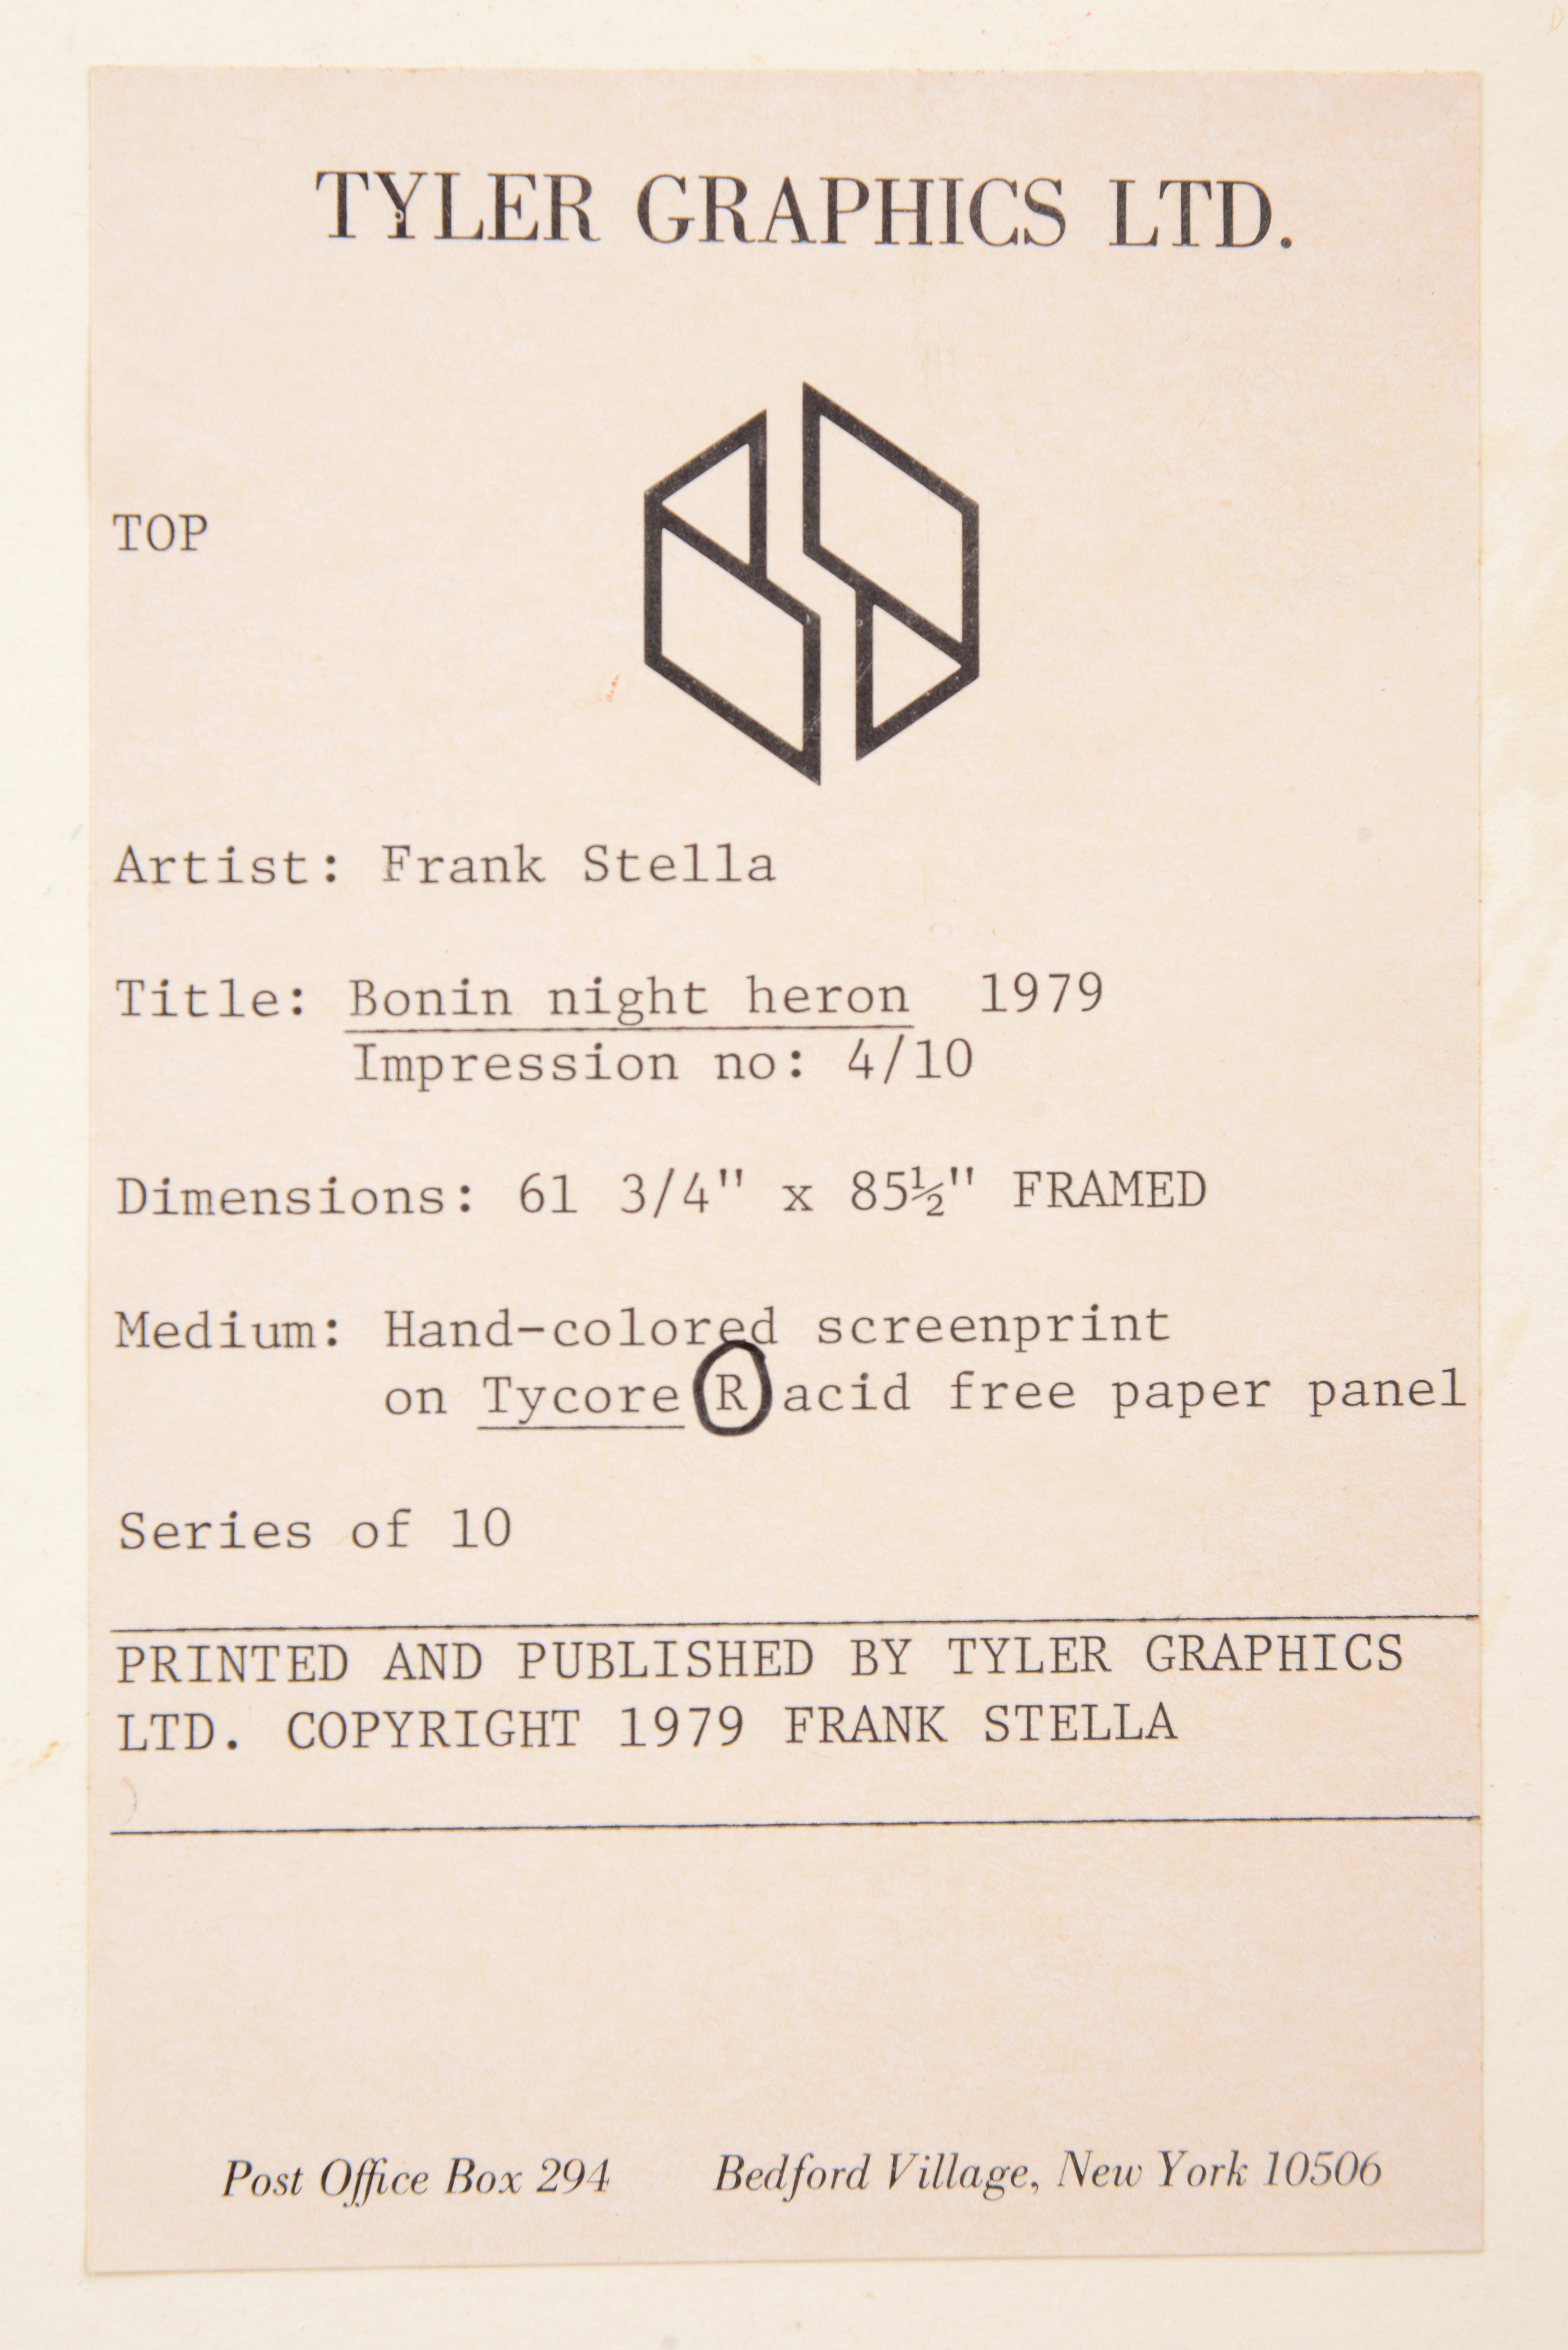 TYLER GRAPHICS LTD.
TOP
Artist: Frank Stella
Title: Bonin night heron 1979
Impression no: 4/10
Dimensions: 61 3/4" x 85½" FRAMED
Medium: Hand-colored screenprint
on Tycore Ⓡ acid free paper panel
Series of 10
PRINTED AND PUBLISHED BY TYLER GRAPHICS
LTD. COPYRIGHT 1979 FRANK STELLA
Post Office Box 294 Bedford Village, New York 10506